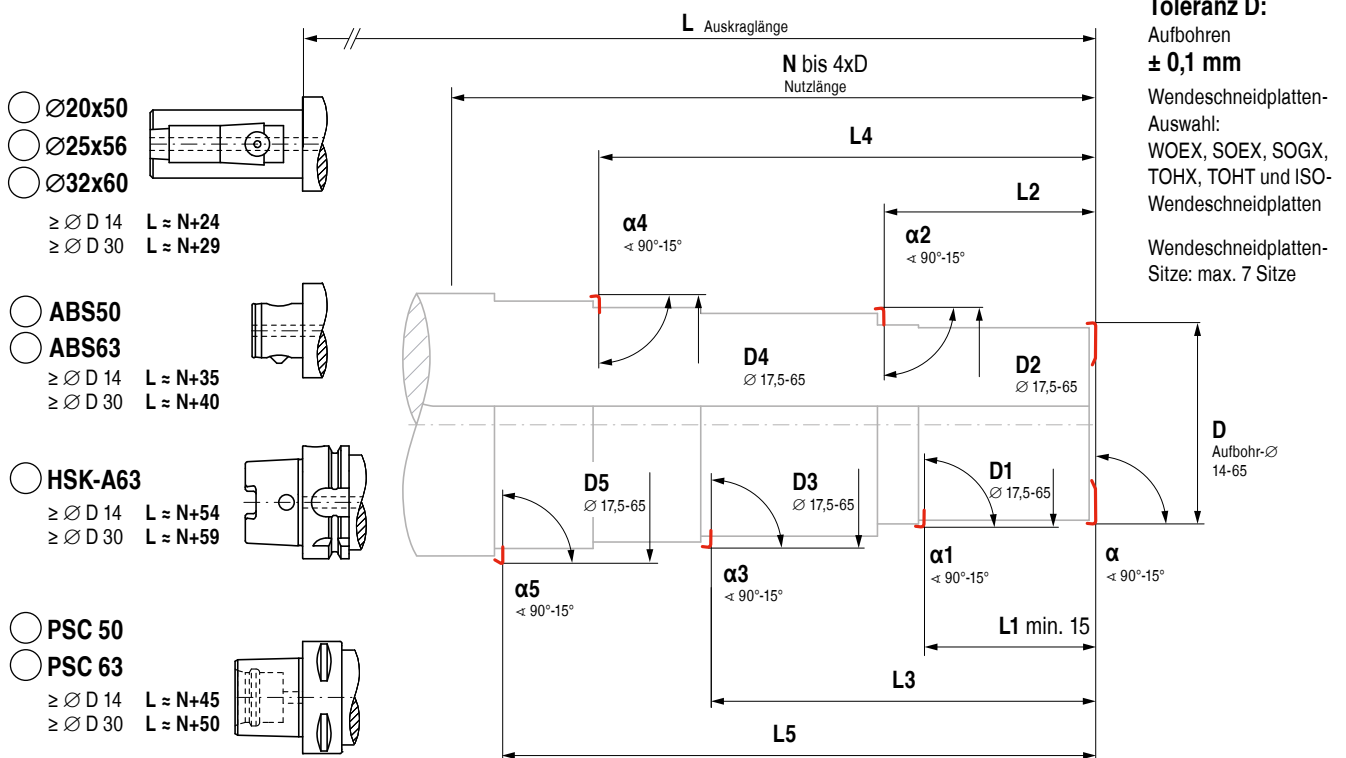 L Auskraglänge
N bis 4xD
Nutzlänge
L4
L2
Toleranz D:
Aufbohren
± 0,1 mm
Wendeschneidplatten-
Auswahl:
WOEX, SOEX, SOGX,
TOHX, TOHT und ISO-
Wendeschneidplatten
Wendeschneidplatten-
Sitze: max. 7 Sitze
∅20x50
∅25x56
∅32x60
≥ ∅ D 14 L ≈ N+24
≥ ∅ D 30 L ≈ N+29
ABS50
ABS63
≥ ∅ D 14 L ≈ N+35
≥ ∅ D 30 L ≈ N+40
HSK-A63
≥ ∅ D 14 L ≈ N+54
≥ ∅ D 30 L ≈ N+59
PSC 50
PSC 63
≥ ∅ D 14 L ≈ N+45
≥ ∅ D 30 L ≈ N+50
α4
∢ 90°-15°
α2
∢ 90°-15°
D4
∅ 17,5-65
D2
∅ 17,5-65
D
Aufbohr-∅
14-65
D5
∅ 17,5-65
D3
∅ 17,5-65
D1
∅ 17,5-65
α5
∢ 90°-15°
α3
∢ 90°-15°
α1
∢ 90°-15°
α
∢ 90°-15°
L1 min. 15
L3
L5